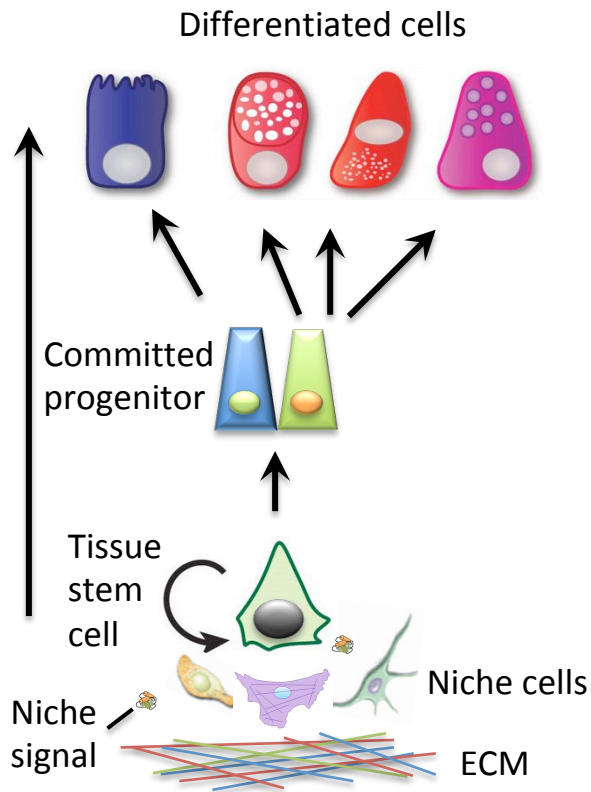 Differentiated cells
Committed
progenitor
Tissue
stem
cell
Niche cells
Niche
signal
ECM